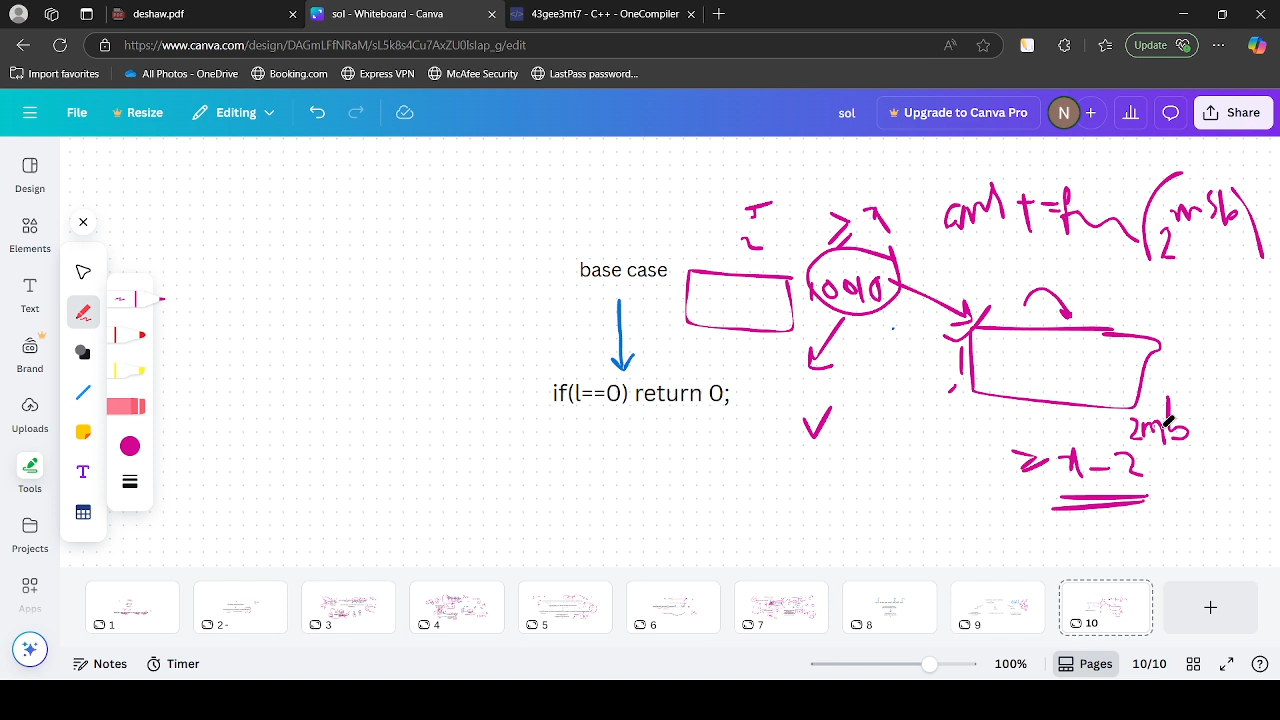 deshaw.pdf
sol - Whiteboard - Canva
43gee3mt7 - C++ - OneCompiler
https://www.canva.com/design/DAGmLFfNRaM/sL5k8s4Cu7AxZU0lslap_g/edit
Update
Import favorites
All Photos - OneDrive
Booking.com
Express VPN
McAfee Security
LastPass password...
File
Resize
Editing
sol
Upgrade to Canva Pro
N
Share
Design
Elements
Text
Brand
Uploads
Tools
Projects
Apps
base case
if(l==0) return 0;
≥ x
≥ x - 2
1
2
3
4
5
6
7
8
9
10
Notes
Timer
100%
Pages
10/10